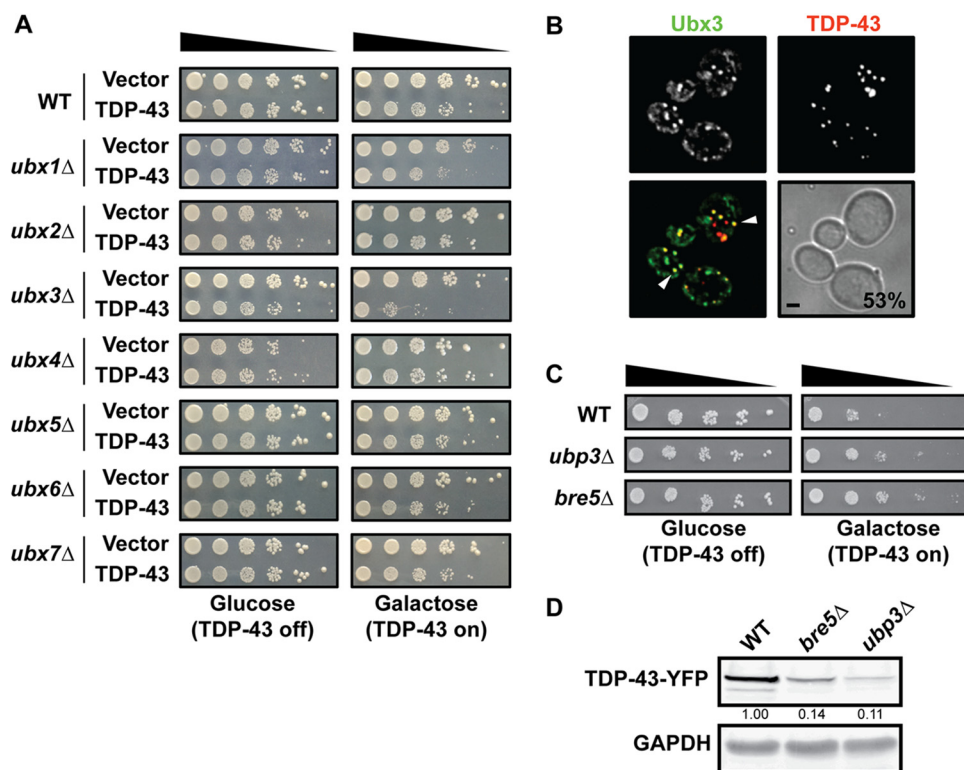 A
WT
Vector
TDP-43
ubx1Δ
Vector
TDP-43
ubx2Δ
Vector
TDP-43
ubx3Δ
Vector
TDP-43
ubx4Δ
Vector
TDP-43
ubx5Δ
Vector
TDP-43
ubx6Δ
Vector
TDP-43
ubx7Δ
Vector
TDP-43
Glucose
(TDP-43 off)
Galactose
(TDP-43 on)
B
Ubx3
TDP-43
53%
C
WT
ubp3Δ
bre5Δ
Glucose
(TDP-43 off)
Galactose
(TDP-43 on)
D
WT
bre5Δ
ubp3Δ
TDP-43-YFP
1.00 0.14 0.11
GAPDH